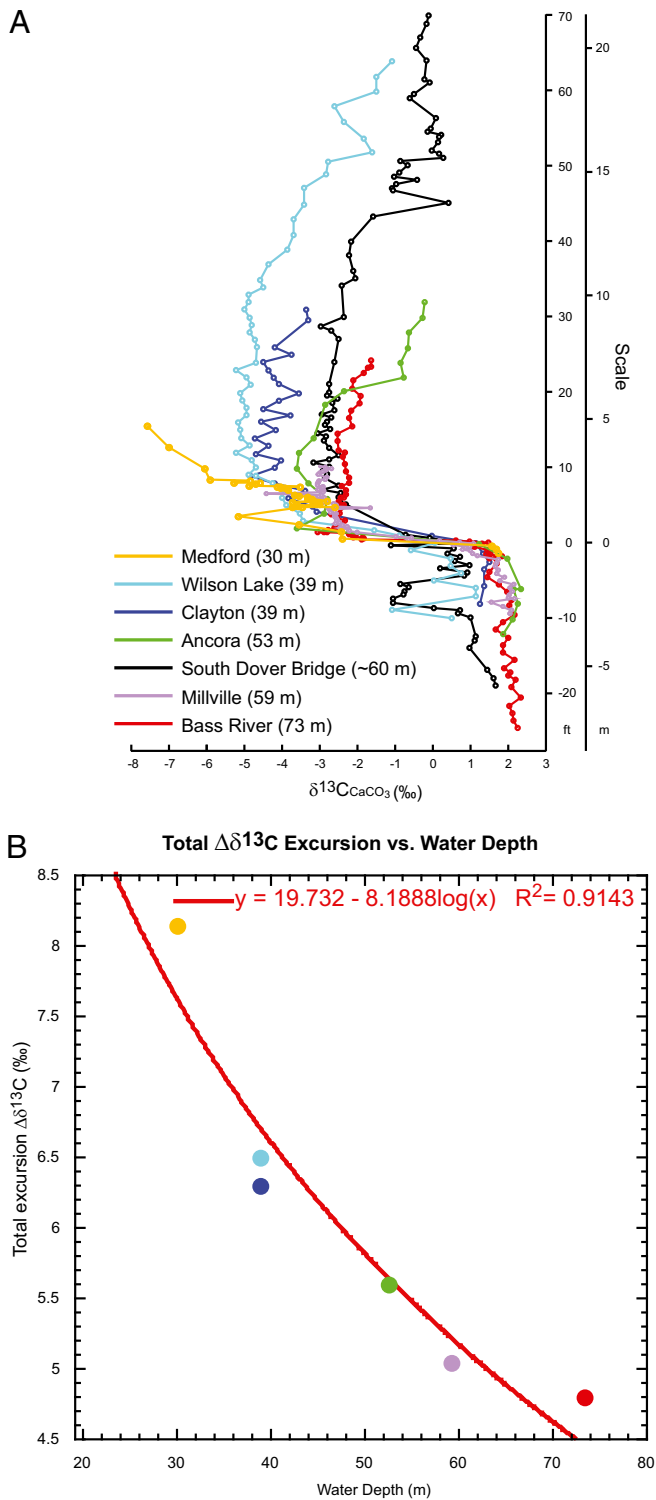 A
70
60
50
40
30
20
10
0
-10
-20
ft
20
15
10
5
0
-5
m
Scale
Medford (30 m)
Wilson Lake (39 m)
Clayton (39 m)
Ancora (53 m)
South Dover Bridge (~60 m)
Millville (59 m)
Bass River (73 m)
-8 -7 -6 -5 -4 -3 -2 -1 0 1 2 3
δ13CCaCO3 (‰)
B
Total Δδ13C Excursion vs. Water Depth
y = 19.732 - 8.1888log(x) R2= 0.9143
8.5
8
7.5
7
6.5
6
5.5
5
4.5
Total excursion Δδ13C (‰)
20 30 40 50 60 70 80
Water Depth (m)